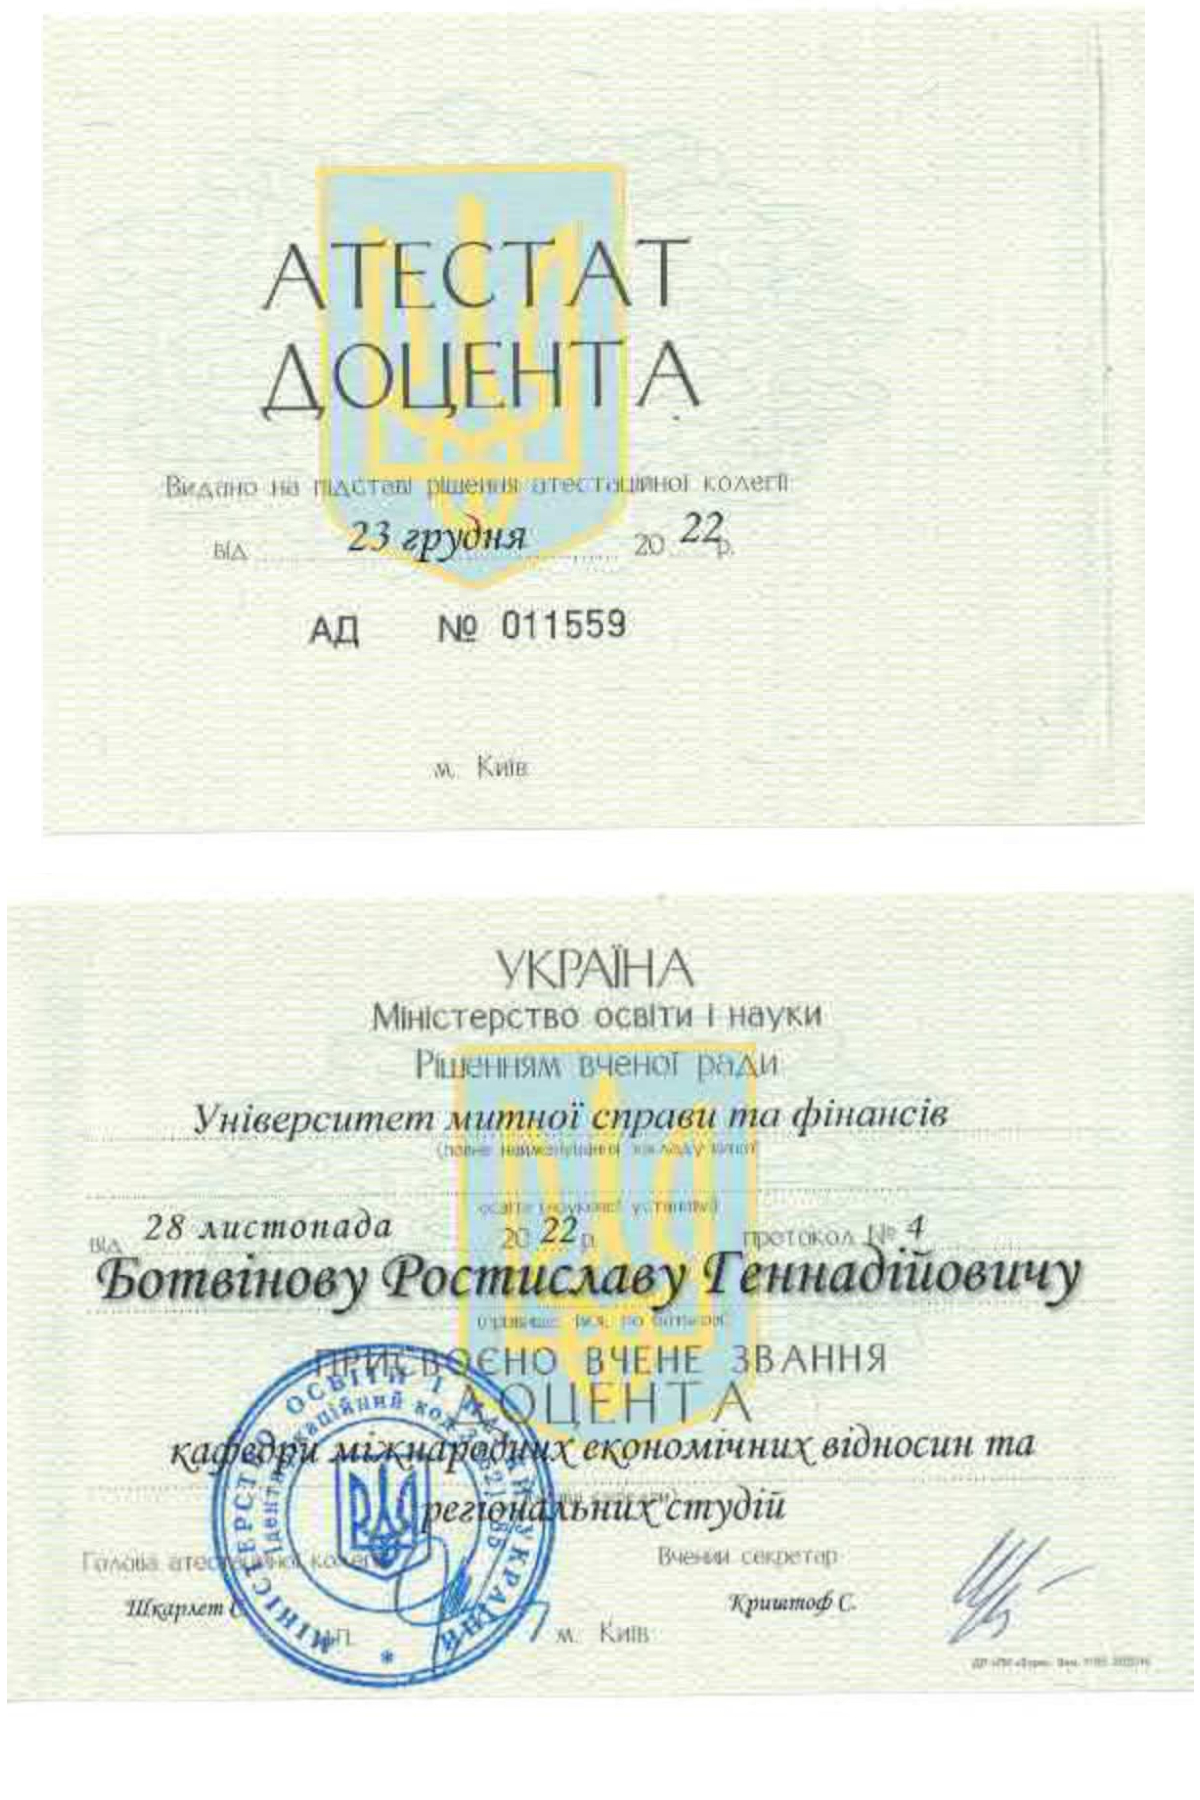 АТЕСТАТ
ДОЦЕНТА
Видано на підставі рішення атестаційної колегії
від 23 грудня 20 22 р.
АД № 011559
м. Київ
УКРАЇНА
Міністерство освіти і науки
Рішенням вченої ради
Університет митної справи та фінансів
(повне найменування закладу вищої
освіти (наукової установи)
від 28 листопада 20 22 р. протокол № 4
Ботвінову Ростиславу Геннадійовичу
(прізвище, ім'я, по батькові)
ПРИСВОЄНО ВЧЕНЕ ЗВАННЯ
ДОЦЕНТА
кафедри міжнародних економічних відносин та
регіональних студій
Голова атестаційної колегії Вчений секретар
Шкарлет С. Криштоф С.
М.П. м. Київ
МІНІСТЕРСТВО ОСВІТИ І НАУКИ УКРАЇНИ *
Ідентифікаційний код